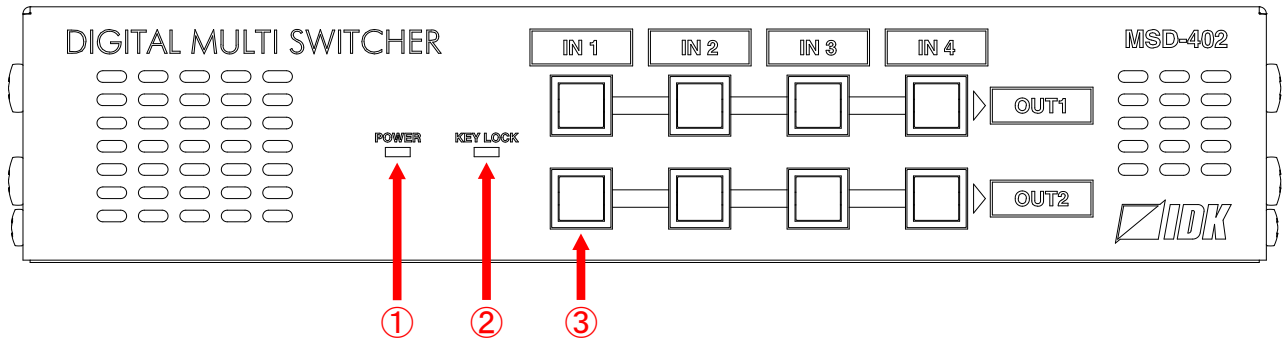 DIGITAL MULTI SWITCHER
IN 1
IN 2
IN 3
IN 4
MSD-402
OUT1
POWER
KEY LOCK
OUT2
IDK
①
②
③